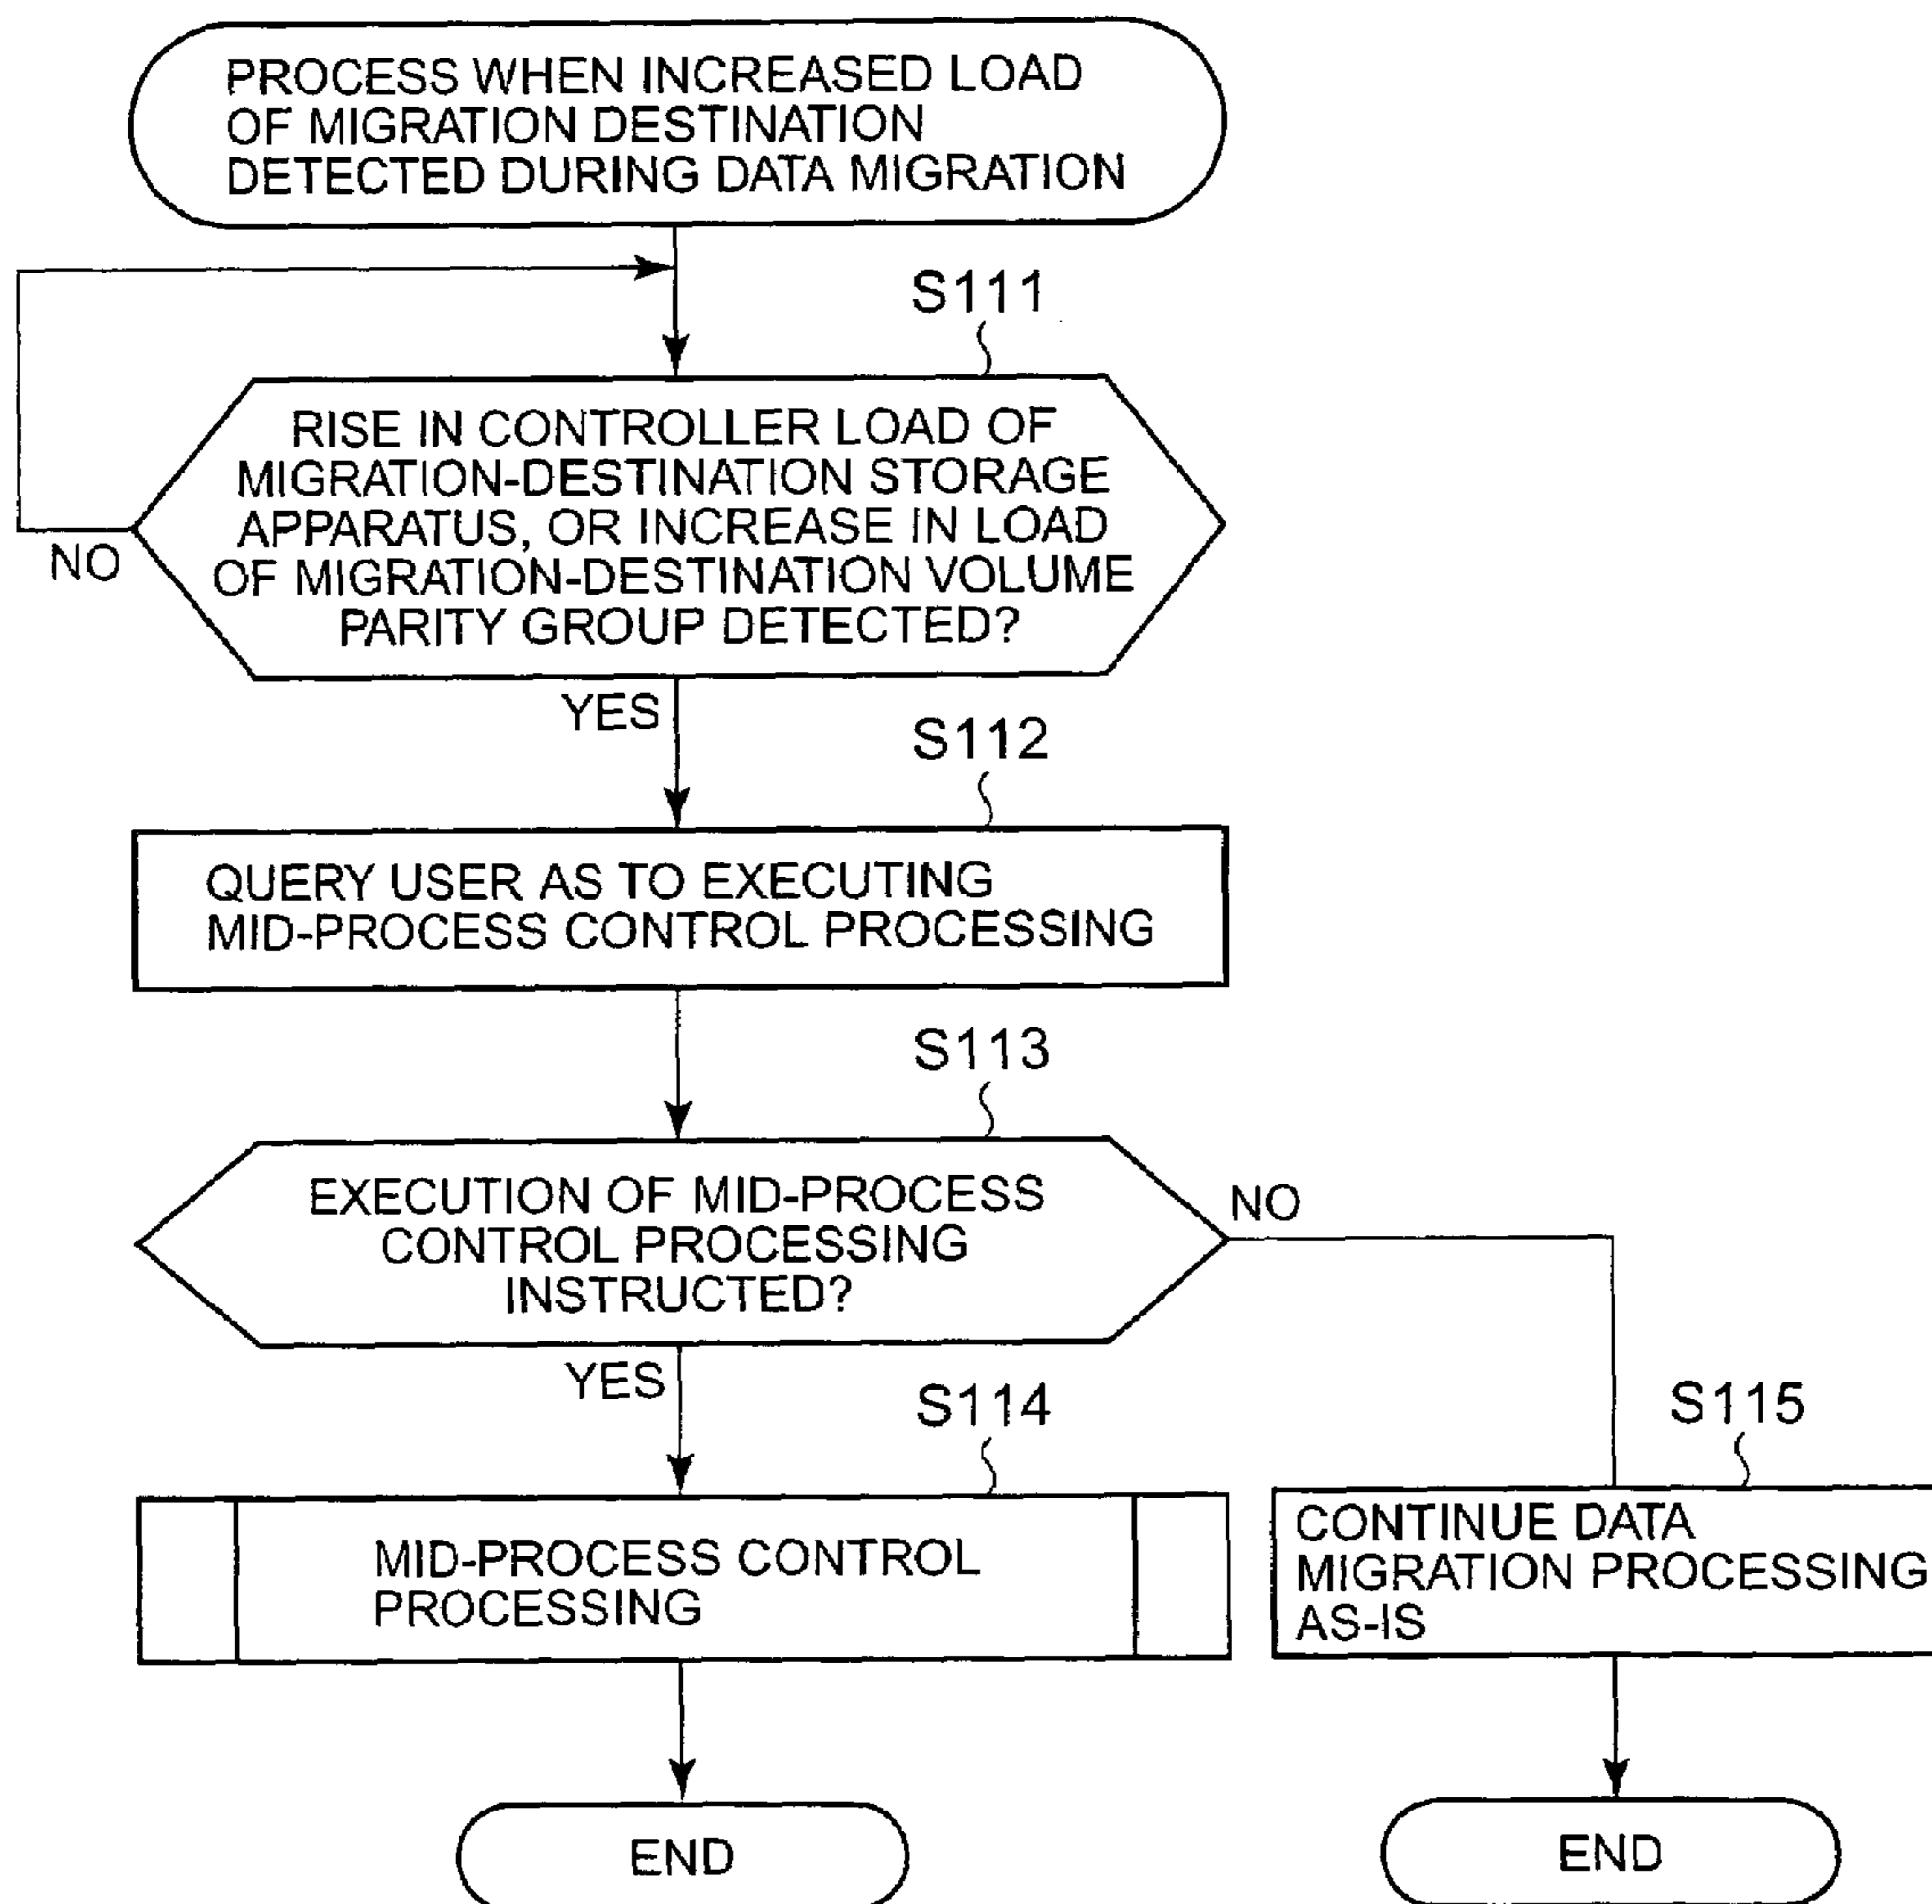 PROCESS WHEN INCREASED LOAD
OF MIGRATION DESTINATION
DETECTED DURING DATA MIGRATION
S111
RISE IN CONTROLLER LOAD OF
MIGRATION-DESTINATION STORAGE
APPARATUS, OR INCREASE IN LOAD
OF MIGRATION-DESTINATION VOLUME
PARITY GROUP DETECTED?
NO
YES
S112
QUERY USER AS TO EXECUTING
MID-PROCESS CONTROL PROCESSING
S113
EXECUTION OF MID-PROCESS
CONTROL PROCESSING
INSTRUCTED?
NO
YES
S114
MID-PROCESS CONTROL
PROCESSING
S115
CONTINUE DATA
MIGRATION PROCESSING
AS-IS
END
END